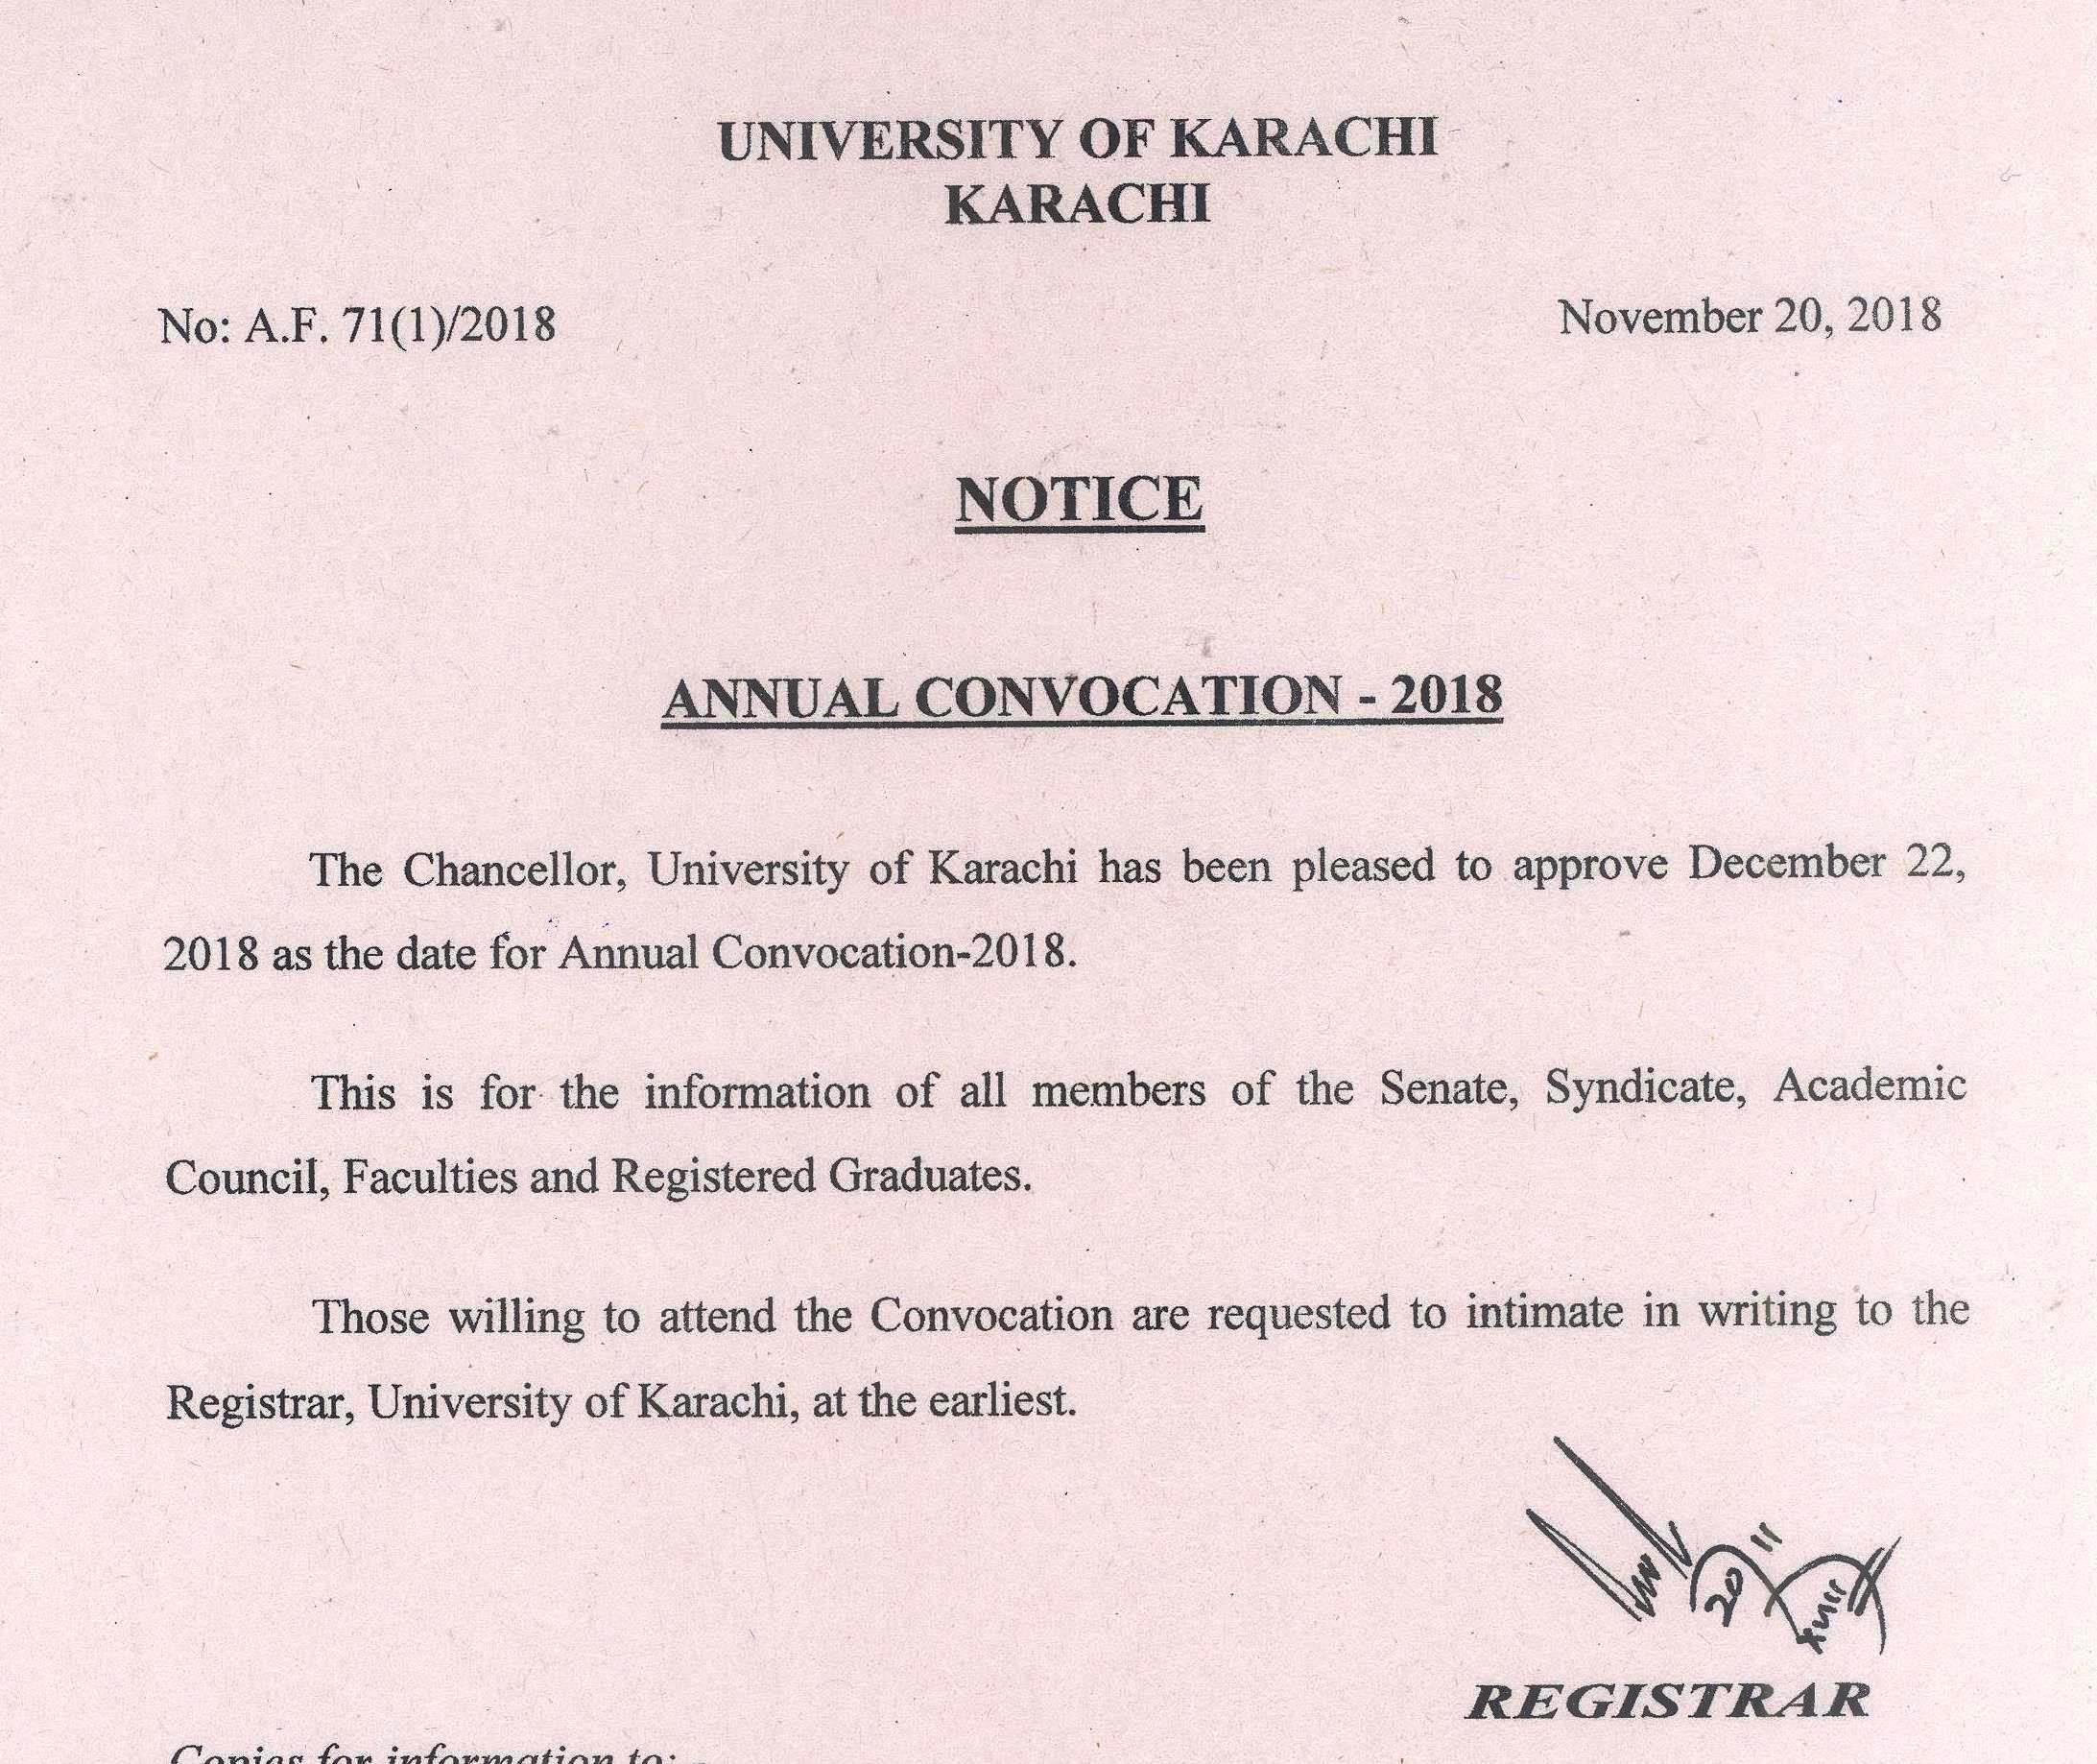 UNIVERSITY OF KARACHI
KARACHI
No: A.F. 71(1)/2018
November 20, 2018
NOTICE
ANNUAL CONVOCATION - 2018
The Chancellor, University of Karachi has been pleased to approve December 22,
2018 as the date for Annual Convocation-2018.
This is for the information of all members of the Senate, Syndicate, Academic
Council, Faculties and Registered Graduates.
Those willing to attend the Convocation are requested to intimate in writing to the
Registrar, University of Karachi, at the earliest.
20 11
REGISTRAR
Copies for information to: -